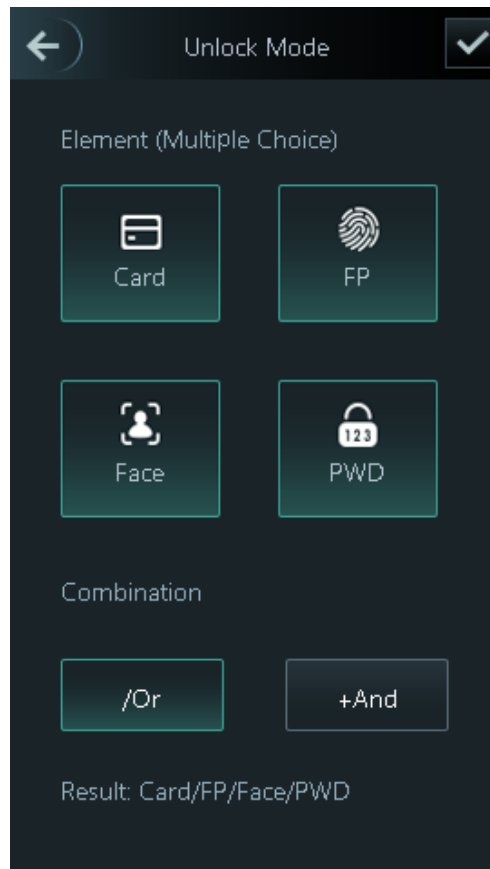 Unlock Mode
Element (Multiple Choice)
Card
FP
Face
123
PWD
Combination
/Or
+And
Result: Card/FP/Face/PWD